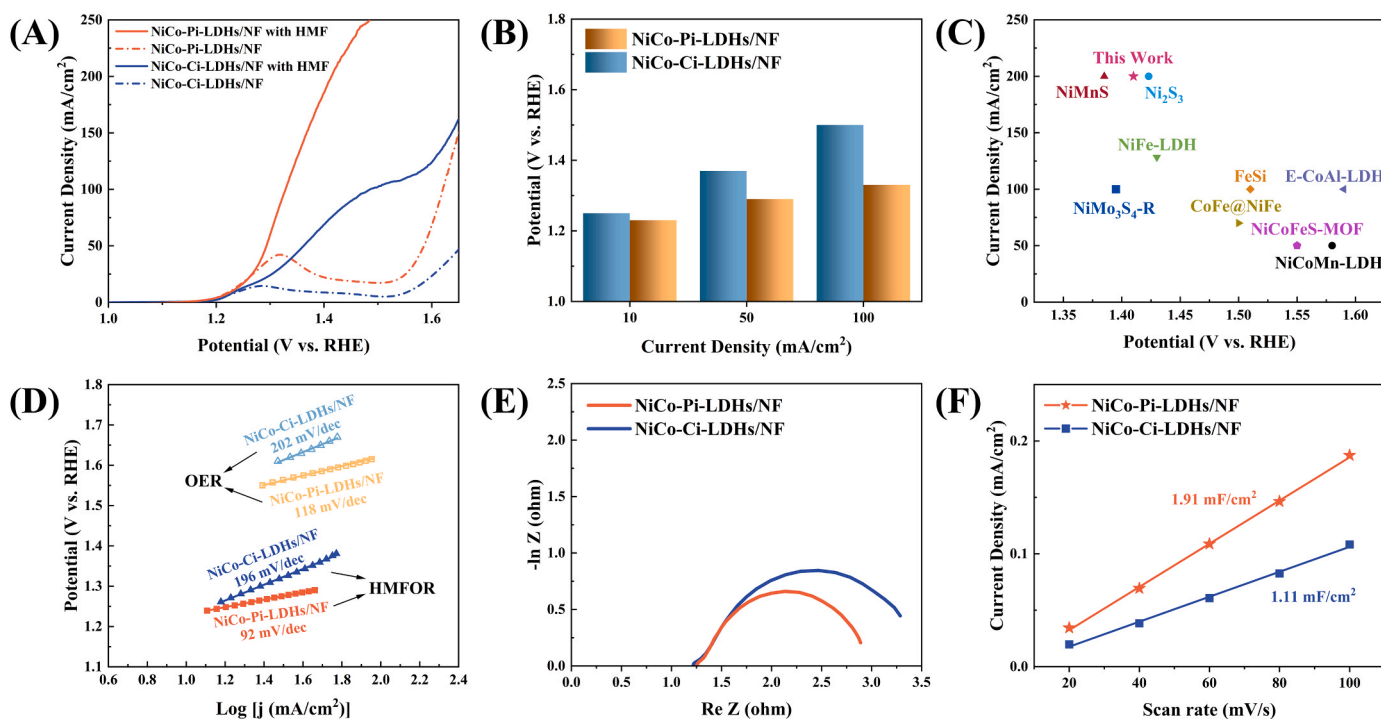 (A)
250
200
150
100
50
0
Current Density (mA/cm²)
NiCo-Pi-LDHs/NF with HMF
NiCo-Pi-LDHs/NF
NiCo-Ci-LDHs/NF with HMF
NiCo-Ci-LDHs/NF
1.0 1.2 1.4 1.6
Potential (V vs. RHE)
(B)
1.8
1.6
1.4
1.2
1.0
Potential (V vs. RHE)
NiCo-Pi-LDHs/NF
NiCo-Ci-LDHs/NF
10 50 100
Current Density (mA/cm²)
(C)
250
200
150
100
50
0
Current Density (mA/cm²)
This Work
NiMnS
Ni₂S₃
NiFe-LDH
FeSi
E-CoAl-LDH
NiMo₃S₄-R
CoFe@NiFe
NiCoFeS-MOF
NiCoMn-LDH
1.35 1.40 1.45 1.50 1.55 1.60
Potential (V vs. RHE)
(D)
1.8
1.7
1.6
1.5
1.4
1.3
1.2
1.1
Potential (V vs. RHE)
NiCo-Ci-LDHs/NF
202 mV/dec
OER
NiCo-Pi-LDHs/NF
118 mV/dec
NiCo-Ci-LDHs/NF
196 mV/dec
HMFOR
NiCo-Pi-LDHs/NF
92 mV/dec
0.4 0.8 1.2 1.6 2.0 2.4
Log [j (mA/cm²)]
(E)
2.5
2.0
1.5
1.0
0.5
0.0
-In Z (ohm)
NiCo-Pi-LDHs/NF
NiCo-Ci-LDHs/NF
0.0 0.5 1.0 1.5 2.0 2.5 3.0 3.5
Re Z (ohm)
(F)
0.2
0.1
0.0
Current Density (mA/cm²)
NiCo-Pi-LDHs/NF
NiCo-Ci-LDHs/NF
1.91 mF/cm²
1.11 mF/cm²
20 40 60 80 100
Scan rate (mV/s)